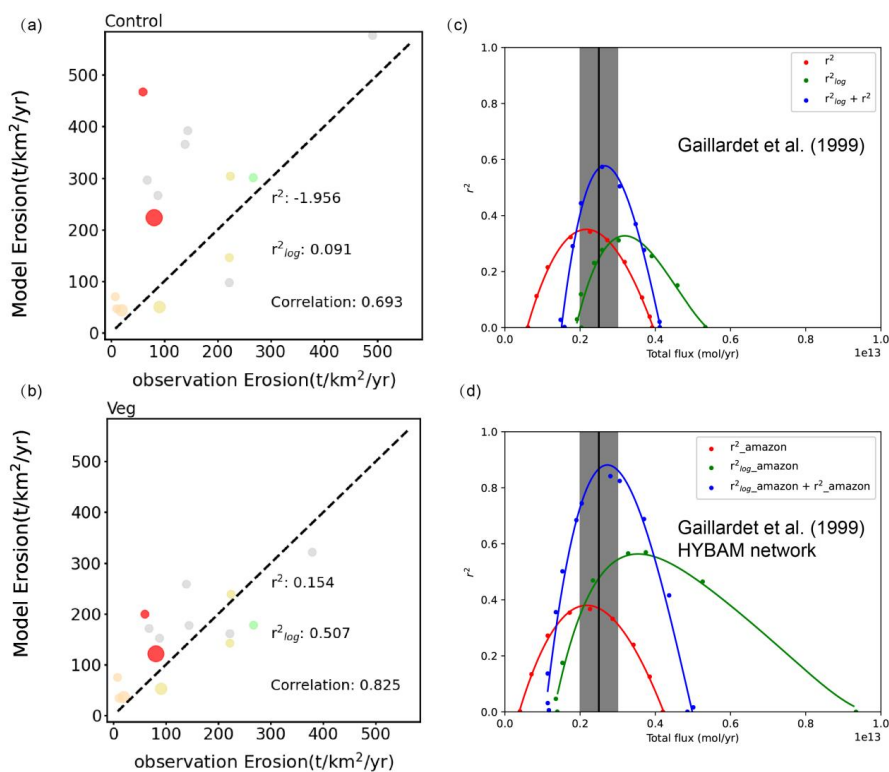 (a)
Control
Model Erosion(t/km²/yr)
500
400
300
200
100
0
r²: -1.956
r²log: 0.091
Correlation: 0.693
0
100
200
300
400
500
observation Erosion(t/km²/yr)
(b)
Veg
Model Erosion(t/km²/yr)
500
400
300
200
100
0
r²: 0.154
r²log: 0.507
Correlation: 0.825
0
100
200
300
400
500
observation Erosion(t/km²/yr)
(c)
r²
1.0
0.8
0.6
0.4
0.2
0.0
r²
r²log
r²log + r²
Gaillardet et al. (1999)
0.0
0.2
0.4
0.6
0.8
1.0
1e13
Total flux (mol/yr)
(d)
r²
1.0
0.8
0.6
0.4
0.2
0.0
r²_amazon
r²log_amazon
r²log_amazon + r²_amazon
Gaillardet et al. (1999)
HYBAM network
0.0
0.2
0.4
0.6
0.8
1.0
1e13
Total flux (mol/yr)